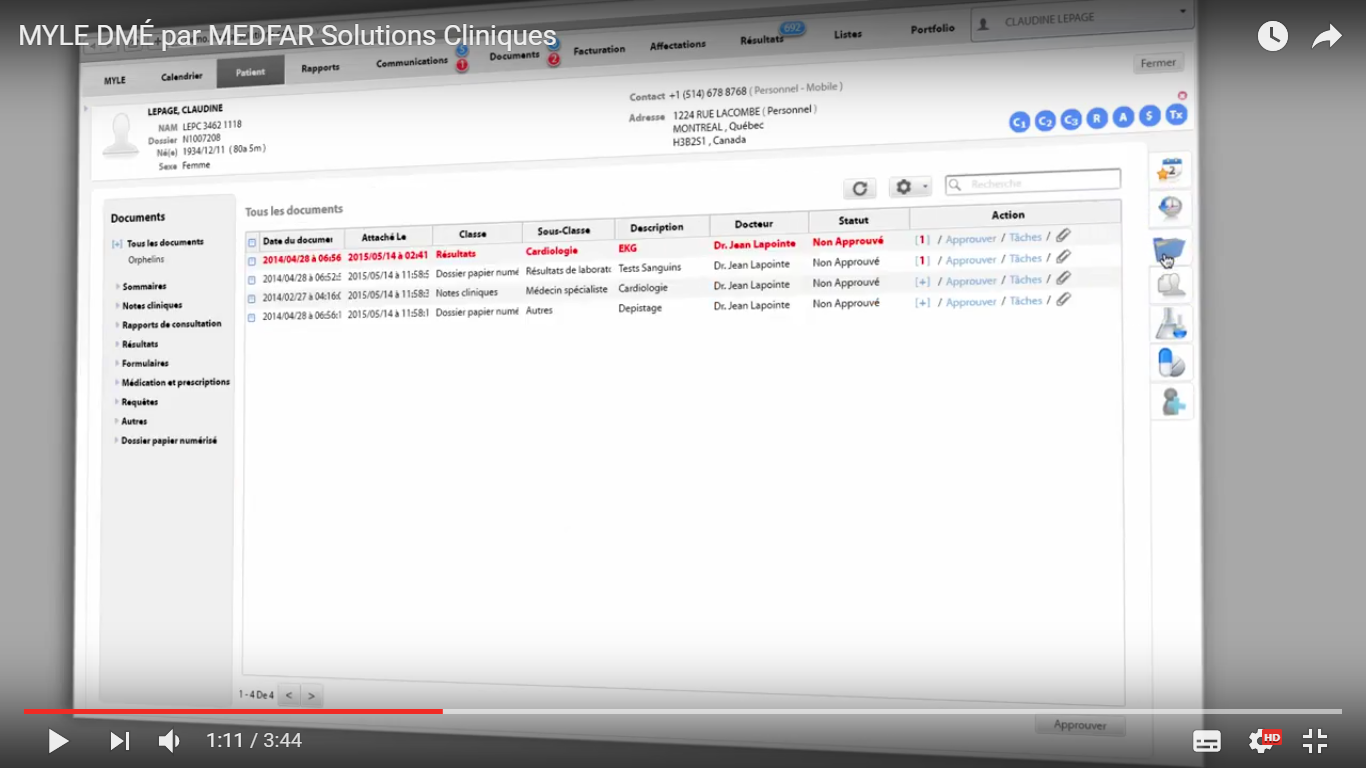 MYLE DMÉ par MEDFAR Solutions Cliniques
MYLE Calendrier Patient Rapports Communications 1 Documents 2 Facturation Affectations Résultats 692 Listes Portfolio CLAUDINE LEPAGE
Fermer
LEPAGE, CLAUDINE
NAM LEPC 3462 1118
Dossier N1007208
Né(e) 1934/12/11 ( 80a 5m )
Sexe Femme
Contact +1 (514) 678 8768 ( Personnel - Mobile )
Adresse 1224 RUE LACOMBE ( Personnel )
MONTREAL , Québec
H3B2S1 , Canada
C1 C2 C3 R A S Tx
Documents
[+] Tous les documents
Orphelins
Sommaires
Notes cliniques
Rapports de consultation
Résultats
Formulaires
Médication et prescriptions
Requêtes
Autres
Dossier papier numérisé
Tous les documents
Recherche
Date du documen Attaché Le Classe Sous-Classe Description Docteur Statut Action
2014/04/28 à 06:56 2015/05/14 à 02:41 Résultats Cardiologie EKG Dr. Jean Lapointe Non Approuvé [1] / Approuver / Tâches /
2014/04/28 à 06:52: 2015/05/14 à 11:58: Dossier papier numé Résultats de laborato Tests Sanguins Dr. Jean Lapointe Non Approuvé [1] / Approuver / Tâches /
2014/02/27 à 04:16: 2015/05/14 à 11:58: Notes cliniques Médecin spécialiste Cardiologie Dr. Jean Lapointe Non Approuvé [+] / Approuver / Tâches /
2014/04/28 à 06:56: 2015/05/14 à 11:58: Dossier papier numé Autres Depistage Dr. Jean Lapointe Non Approuvé [+] / Approuver / Tâches /
2
1 - 4 De 4 < >
Approuver
1:11 / 3:44
HD